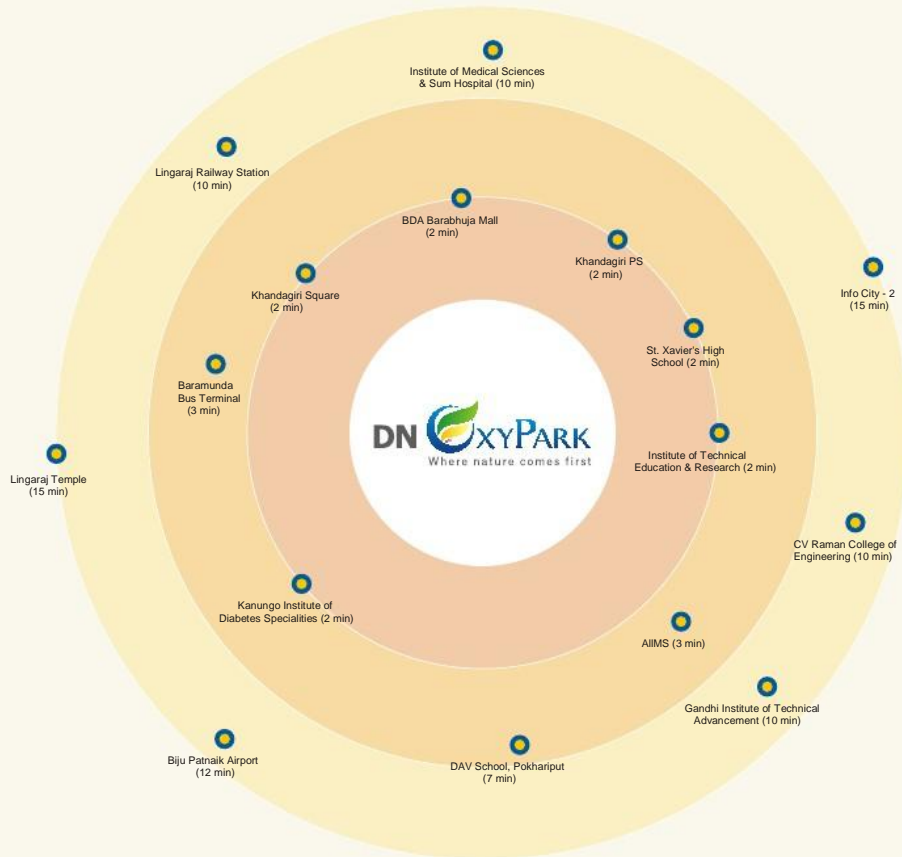 Institute of Medical Sciences
& Sum Hospital (10 min)
Lingaraj Railway Station
(10 min)
BDA Barabhuja Mall
(2 min)
Khandagiri PS
(2 min)
Khandagiri Square
(2 min)
Info City - 2
(15 min)
St. Xavier's High
School (2 min)
Baramunda
Bus Terminal
(3 min)
DN OXYPARK
Where nature comes first
Institute of Technical
Education & Research (2 min)
Lingaraj Temple
(15 min)
CV Raman College of
Engineering (10 min)
Kanungo Institute of
Diabetes Specialities (2 min)
AIIMS (3 min)
Gandhi Institute of Technical
Advancement (10 min)
Biju Patnaik Airport
(12 min)
DAV School, Pokhariput
(7 min)